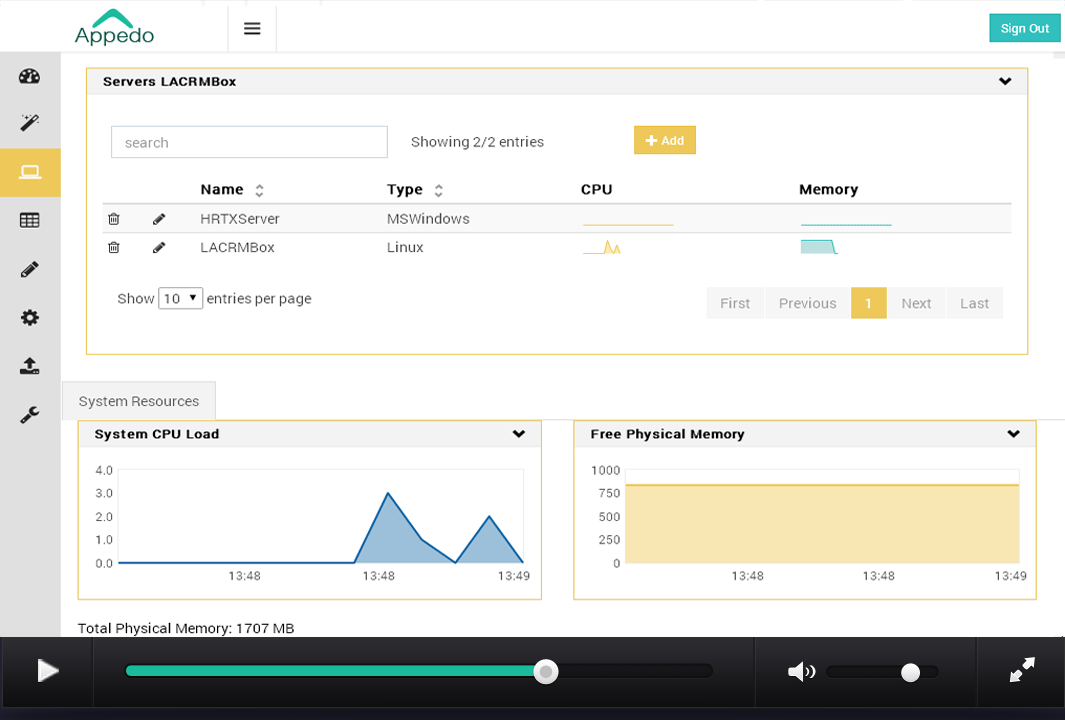 Appedo
Sign Out
Servers LACRMBox
search
Showing 2/2 entries
Add
Name Type CPU Memory
HRTXServer MSWindows
LACRMBox Linux
Show 10 entries per page
First Previous 1 Next Last
System Resources
System CPU Load
4.0
3.0
2.0
1.0
0.0
13:48 13:48 13:49
Free Physical Memory
1000
750
500
250
0
13:48 13:48 13:49
Total Physical Memory: 1707 MB